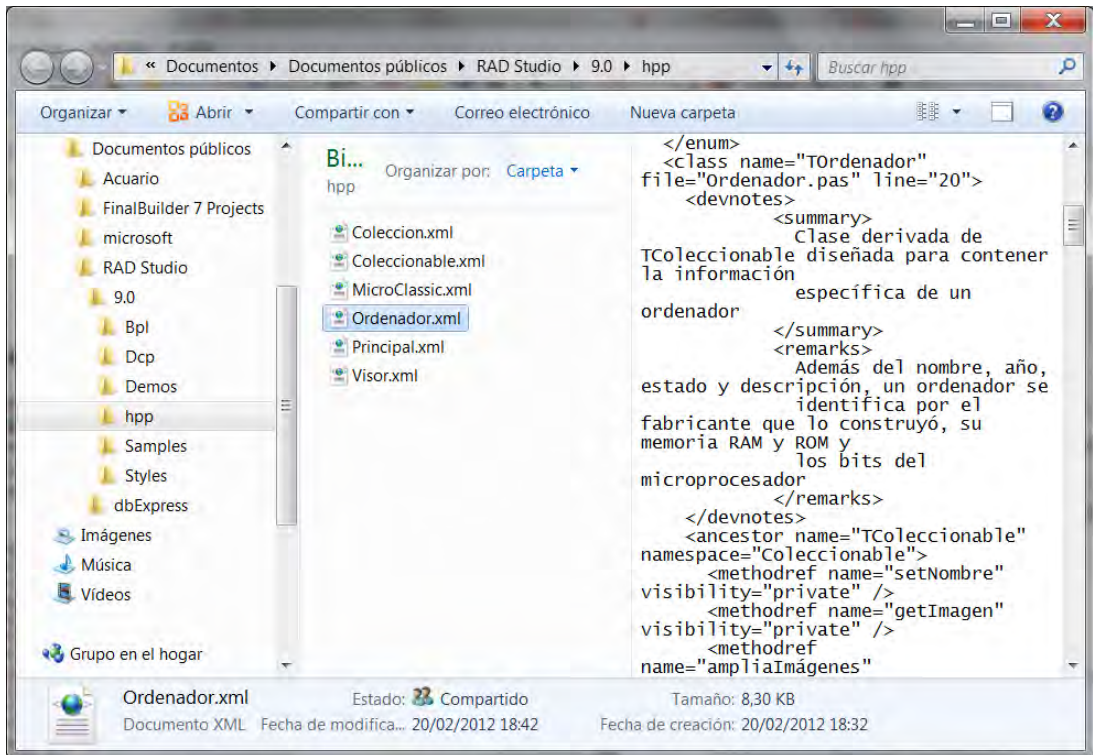 « Documentos ▸ Documentos públicos ▸ RAD Studio ▸ 9.0 ▸ hpp
Buscar hpp
Organizar
Abrir
Compartir con
Correo electrónico
Nueva carpeta
Documentos públicos
Acuario
FinalBuilder 7 Projects
microsoft
RAD Studio
9.0
Bpl
Dcp
Demos
hpp
Samples
Styles
dbExpress
Imágenes
Música
Vídeos
Grupo en el hogar
Bi...
hpp
Organizar por: Carpeta
Coleccion.xml
Coleccionable.xml
MicroClassic.xml
Ordenador.xml
Principal.xml
Visor.xml
</enum>
<class name="TOrdenador"
file="Ordenador.pas" line="20">
<devnotes>
<summary>
Clase derivada de
TColeccionable diseñada para contener
la información
específica de un
ordenador
</summary>
<remarks>
Además del nombre, año,
estado y descripción, un ordenador se
identifica por el
fabricante que lo construyó, su
memoria RAM y ROM y
los bits del
microprocesador
</remarks>
</devnotes>
<ancestor name="TColeccionable"
namespace="Coleccionable">
<methodref name="setNombre"
visibility="private" />
<methodref name="getImagen"
visibility="private" />
<methodref
name="ampliaImágenes"
Ordenador.xml
Estado: Compartido
Tamaño: 8,30 KB
Documento XML
Fecha de modifica... 20/02/2012 18:42
Fecha de creación: 20/02/2012 18:32